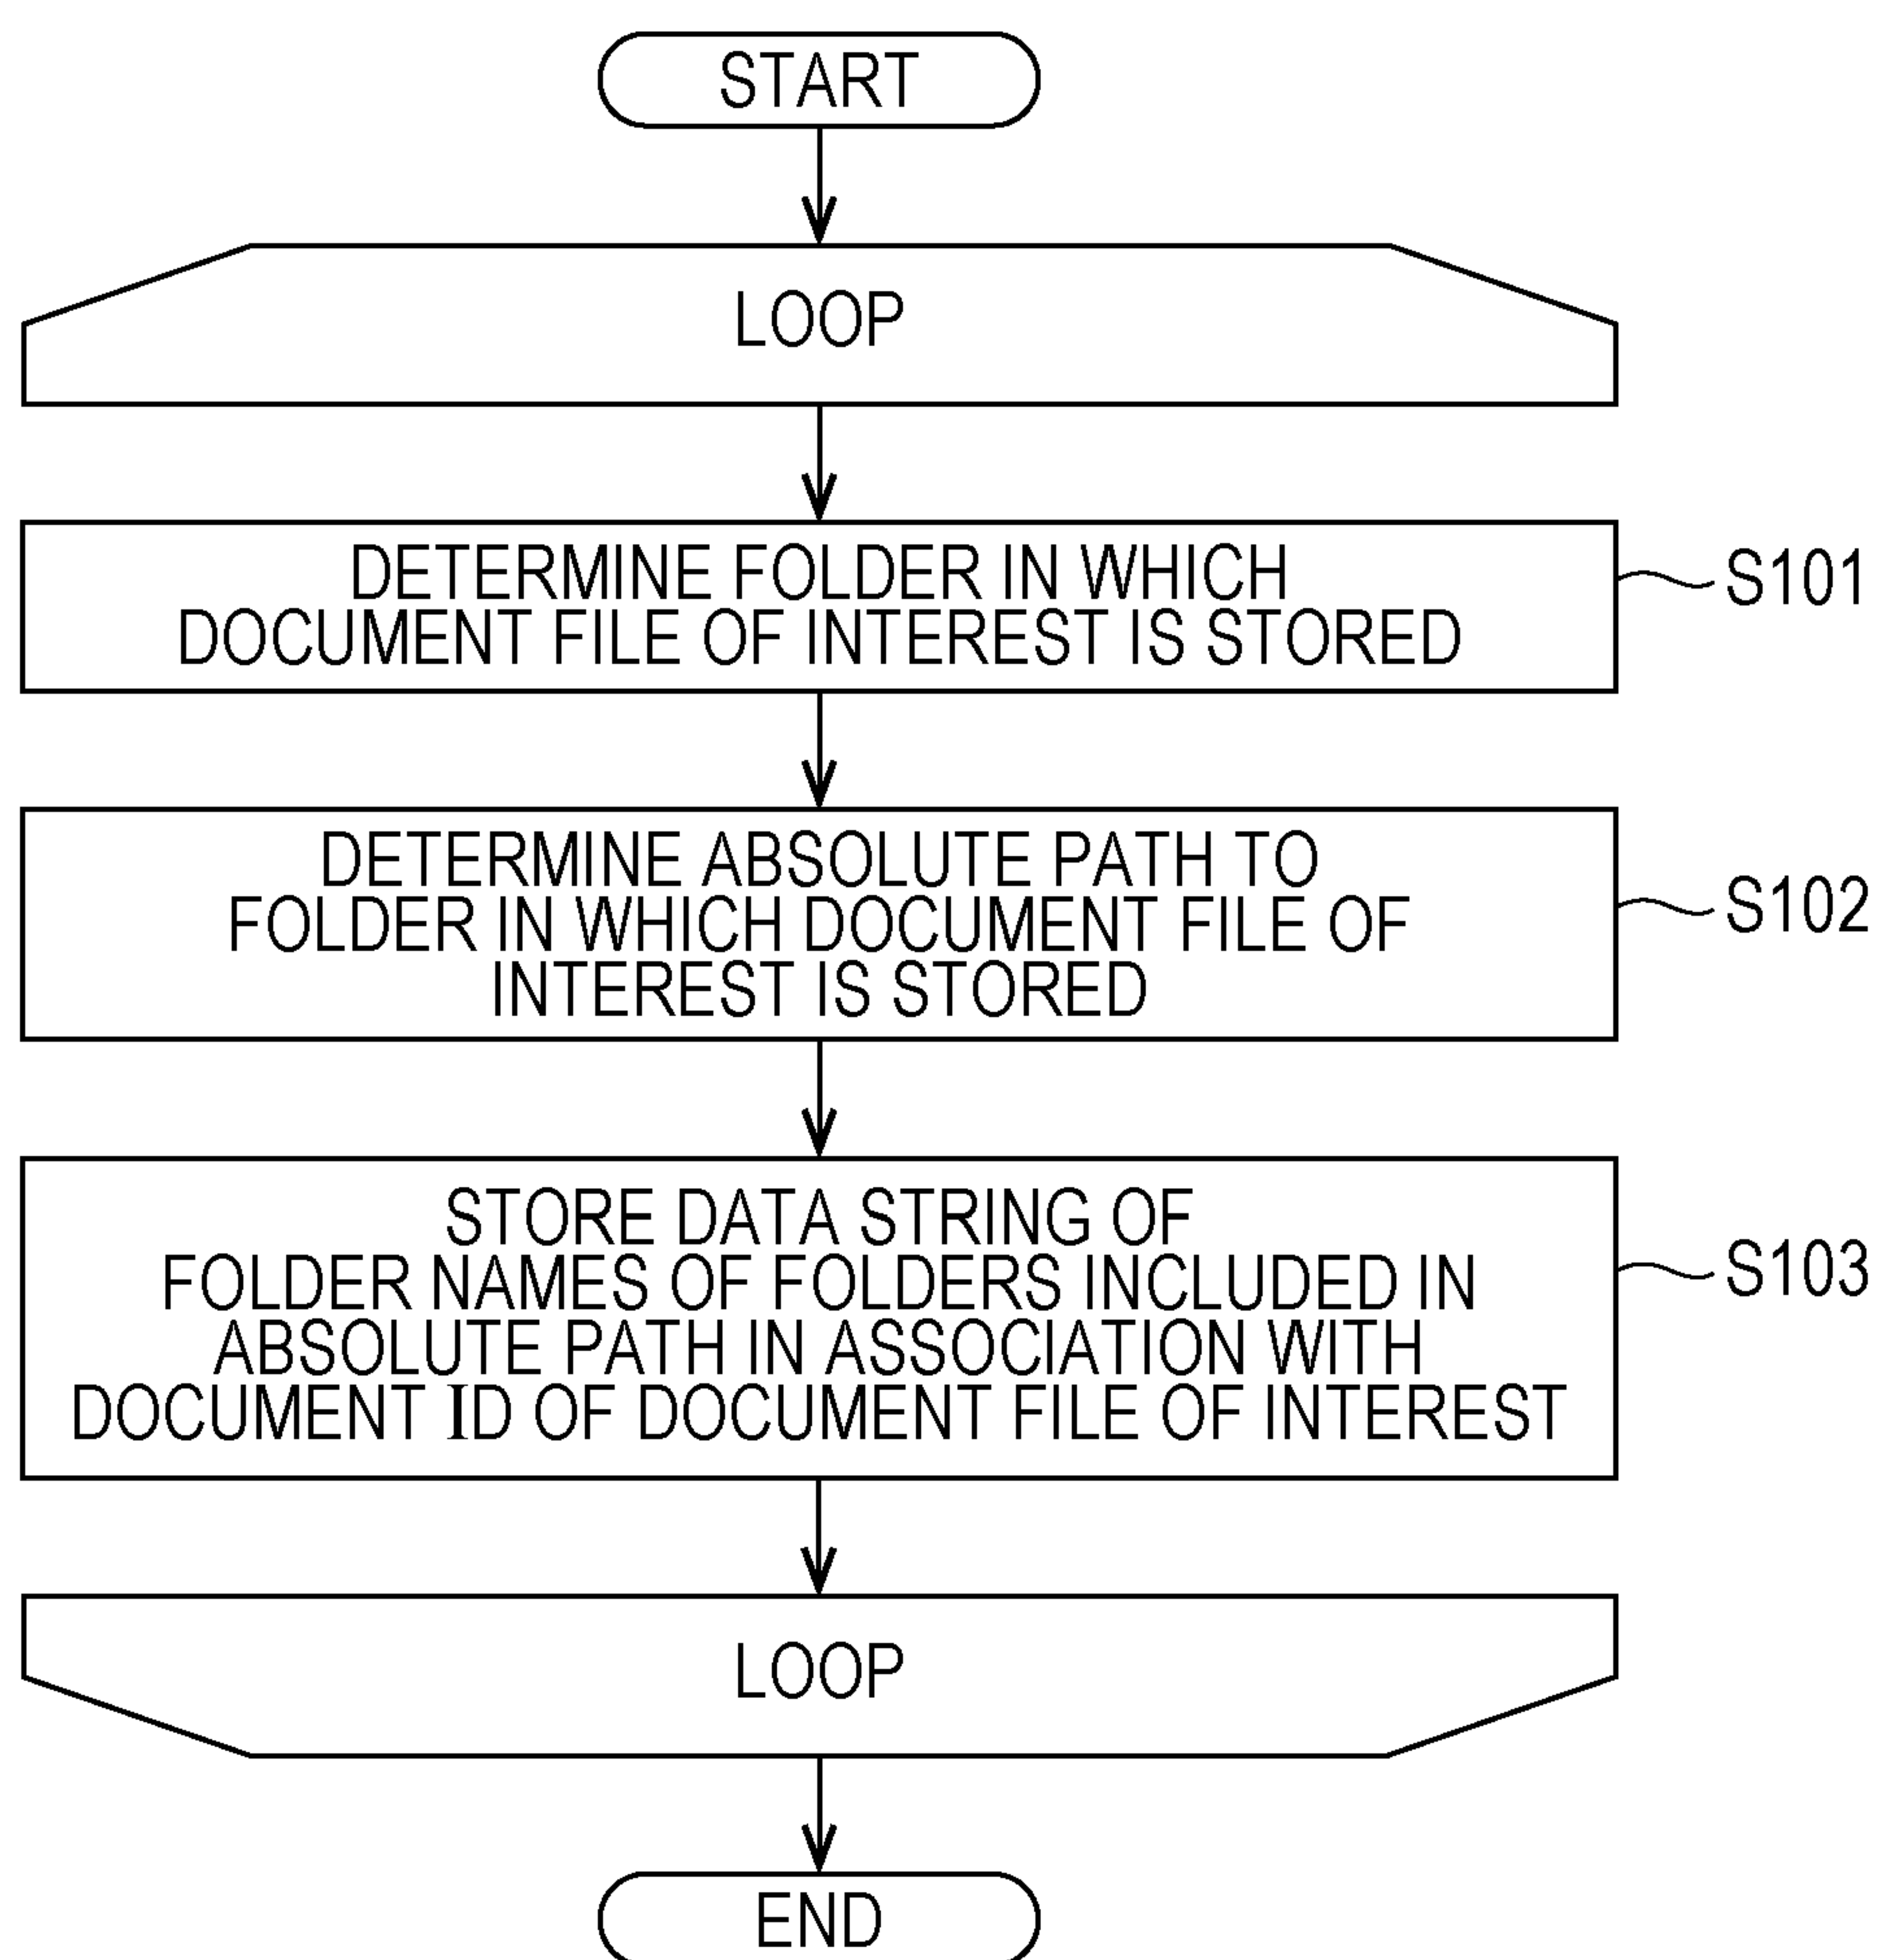 START
LOOP
DETERMINE FOLDER IN WHICH
DOCUMENT FILE OF INTEREST IS STORED
S101
DETERMINE ABSOLUTE PATH TO
FOLDER IN WHICH DOCUMENT FILE OF
INTEREST IS STORED
S102
STORE DATA STRING OF
FOLDER NAMES OF FOLDERS INCLUDED IN
ABSOLUTE PATH IN ASSOCIATION WITH
DOCUMENT ID OF DOCUMENT FILE OF INTEREST
S103
LOOP
END